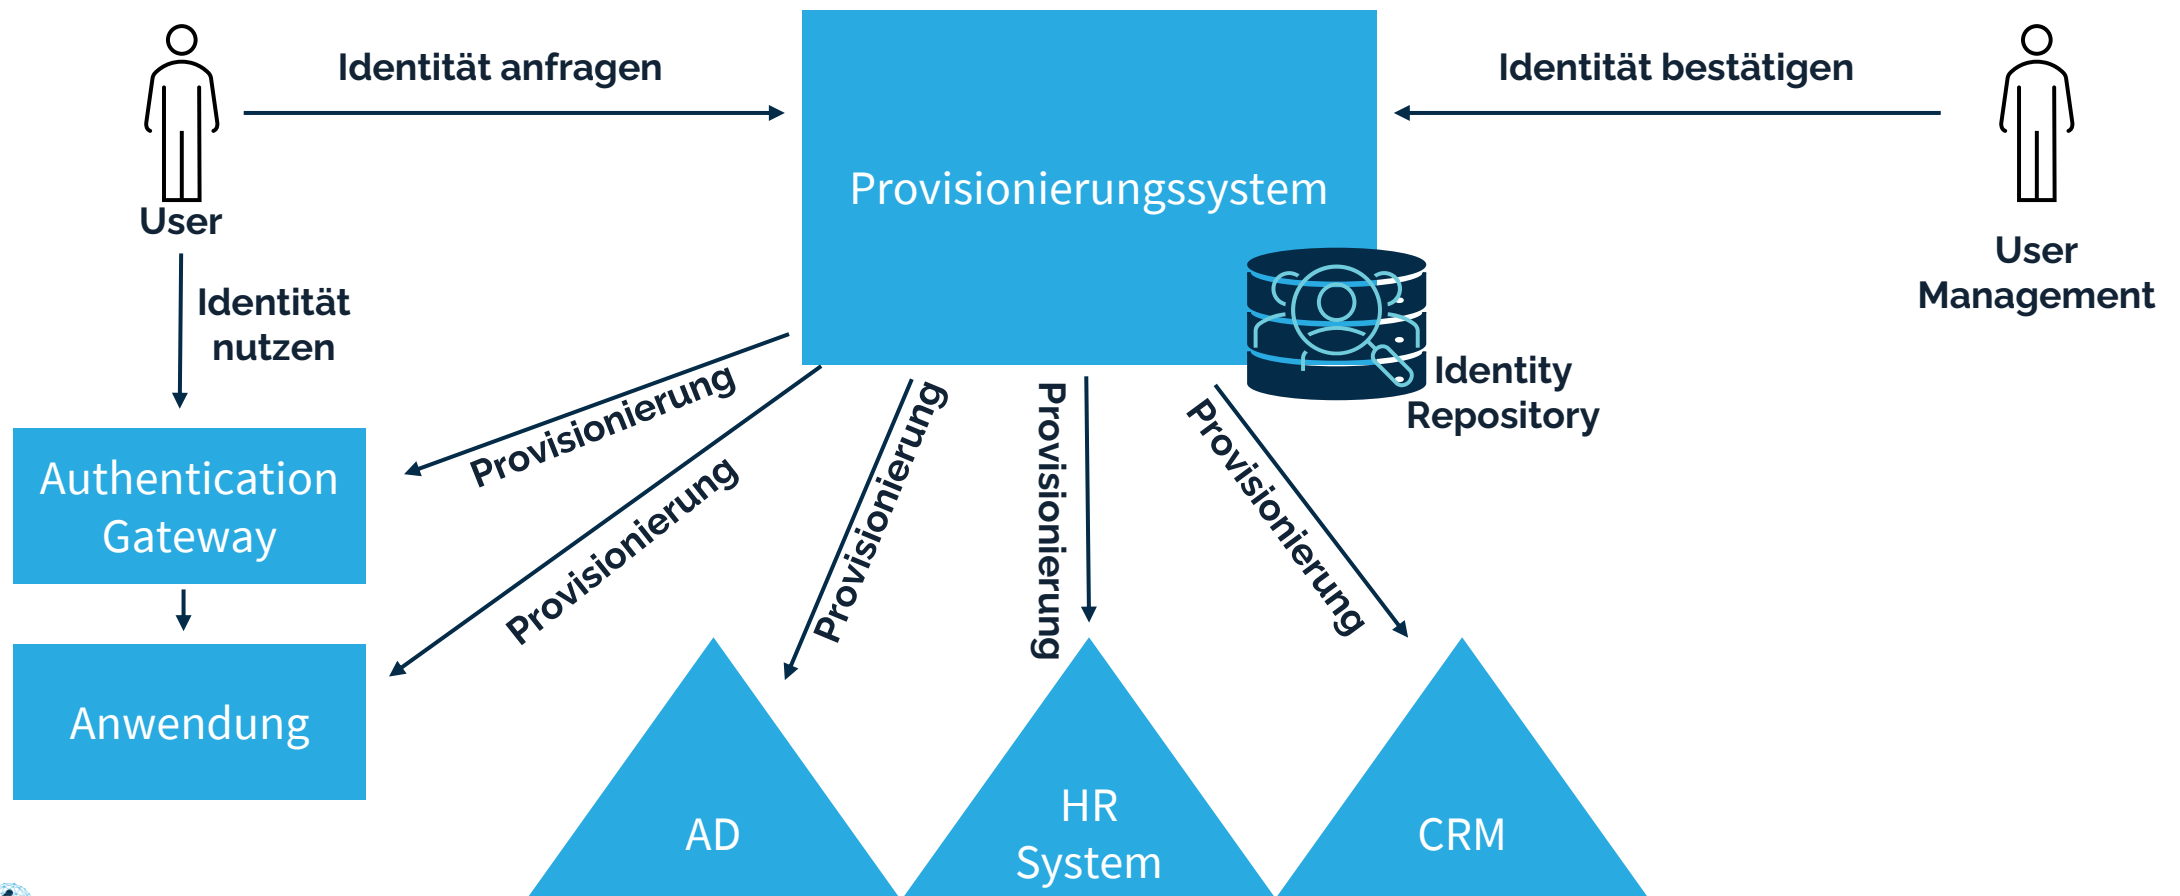 Identität anfragen
Identität bestätigen
Provisionierungssystem
User
User
Management
Identität
nutzen
Identity
Repository
Provisionierung
Provisionierung
Provisionierung
Provisionierung
Provisionierung
Authentication
Gateway
Anwendung
AD
HR
System
CRM